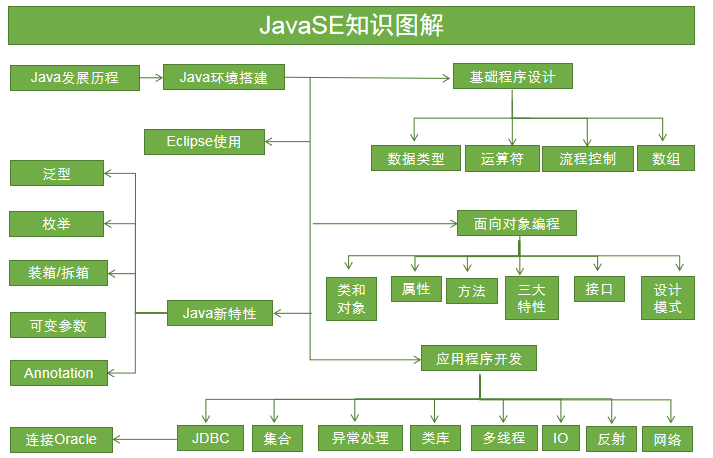 JavaSE知识图解
Java发展历程
Java环境搭建
基础程序设计
Eclipse使用
数据类型
运算符
流程控制
数组
泛型
枚举
装箱/拆箱
可变参数
Annotation
Java新特性
面向对象编程
类和
对象
属性
方法
三大
特性
接口
设计
模式
应用程序开发
连接Oracle
JDBC
集合
异常处理
类库
多线程
IO
反射
网络